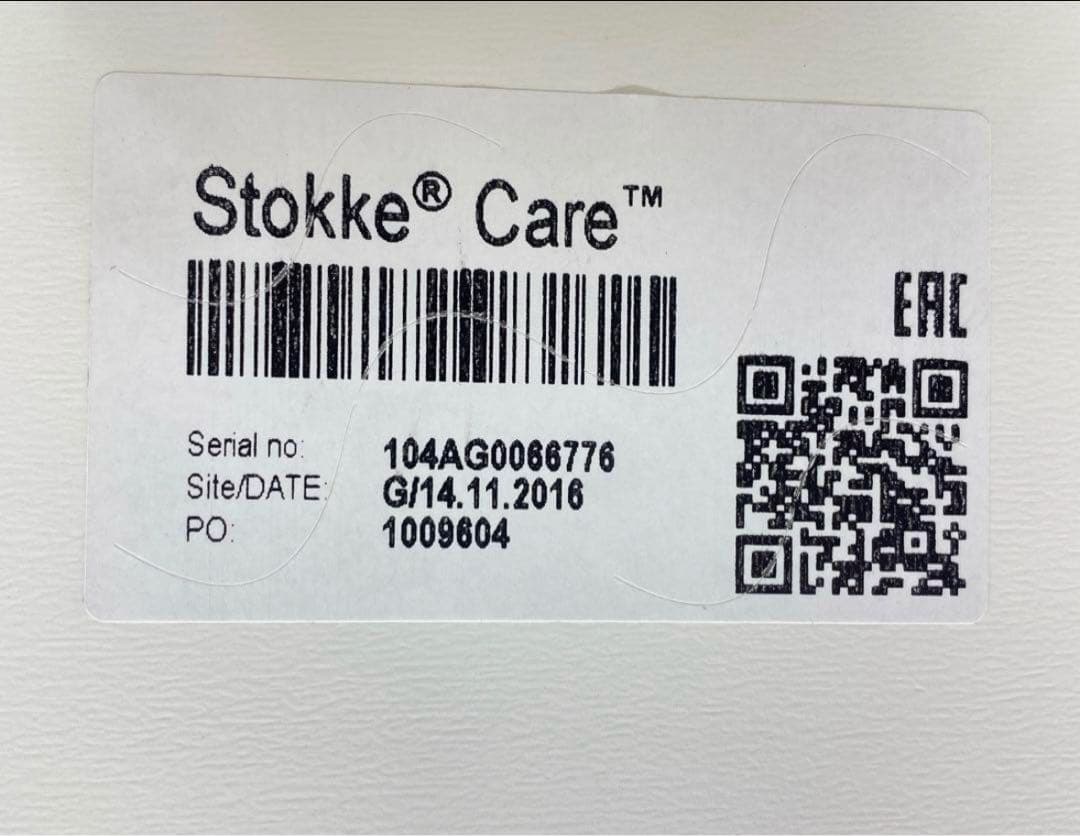 Stokke® Care™
EAC
Serial no: 104AG0066776
Site/DATE: G/14.11.2016
PO: 1009604